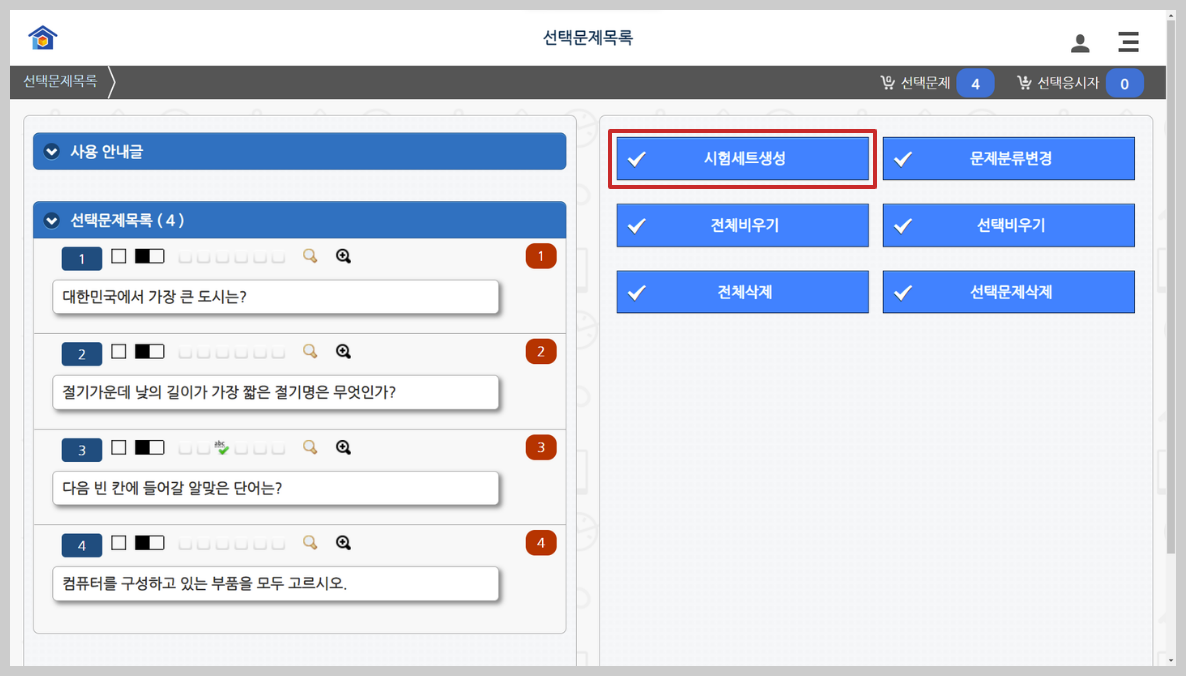 선택문제목록
선택문제목록
선택문제 4
선택응시자 0
사용 안내글
선택문제목록 ( 4 )
1 1
대한민국에서 가장 큰 도시는?
2 2
절기가운데 낮의 길이가 가장 짧은 절기명은 무엇인가?
3 abc 3
다음 빈 칸에 들어갈 알맞은 단어는?
4 4
컴퓨터를 구성하고 있는 부품을 모두 고르시오.
시험세트생성 문제분류변경
전체비우기 선택비우기
전체삭제 선택문제삭제